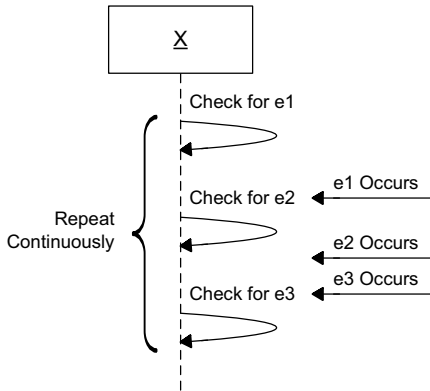 X
Check for e1
Check for e2
e1 Occurs
Repeat
Continuously
e2 Occurs
e3 Occurs
Check for e3